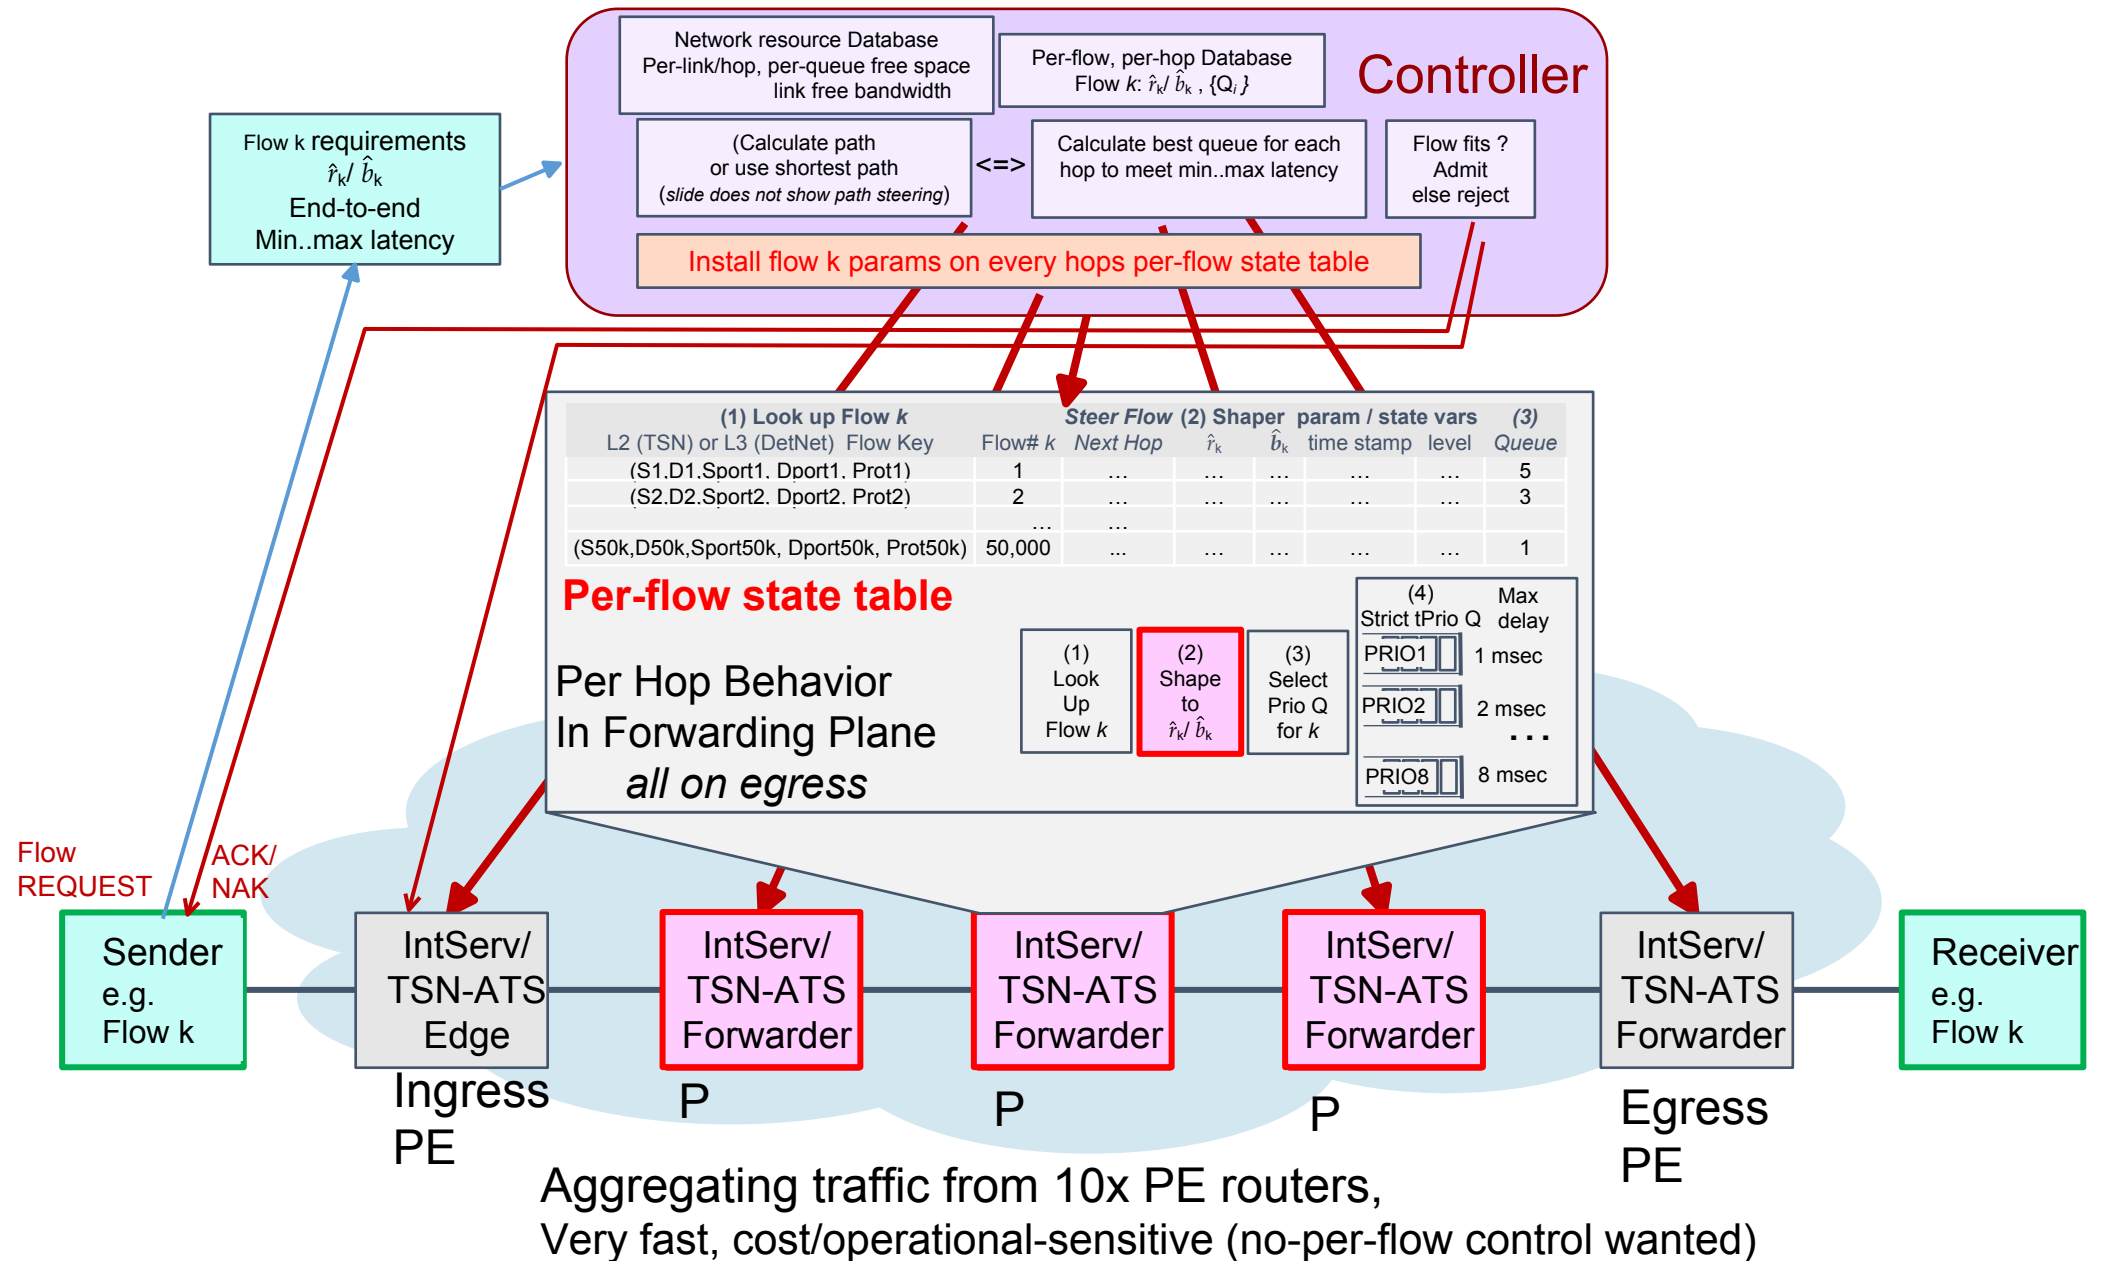 Network resource Database
Per-link/hop, per-queue free space
link free bandwidth
Per-flow, per-hop Database
Flow k: r̂k/ b̂k , {Qi }
Controller
Flow k requirements
r̂k/ b̂k
End-to-end
Min..max latency
(Calculate path
or use shortest path
(slide does not show path steering)
<=>
Calculate best queue for each
hop to meet min..max latency
Flow fits ?
Admit
else reject
Install flow k params on every hops per-flow state table
(1) Look up Flow k Steer Flow (2) Shaper param / state vars (3)
L2 (TSN) or L3 (DetNet) Flow Key Flow# k Next Hop r̂k b̂k time stamp level Queue
(S1,D1,Sport1, Dport1, Prot1) 1 … … … … … 5
(S2,D2,Sport2, Dport2, Prot2) 2 … … … … … 3
… …
(S50k,D50k,Sport50k, Dport50k, Prot50k) 50,000 ... … … … … 1
Per-flow state table
Per Hop Behavior
In Forwarding Plane
all on egress
(1)
Look
Up
Flow k
(2)
Shape
to
r̂k/ b̂k
(3)
Select
Prio Q
for k
(4)
Strict tPrio Q
Max
delay
PRIO1 1 msec
PRIO2 2 msec
. . .
PRIO8 8 msec
Flow
REQUEST
ACK/
NAK
Sender
e.g.
Flow k
IntServ/
TSN-ATS
Edge
IntServ/
TSN-ATS
Forwarder
IntServ/
TSN-ATS
Forwarder
IntServ/
TSN-ATS
Forwarder
IntServ/
TSN-ATS
Forwarder
Receiver
e.g.
Flow k
Ingress
PE
P
P
P
Egress
PE
Aggregating traffic from 10x PE routers,
Very fast, cost/operational-sensitive (no-per-flow control wanted)